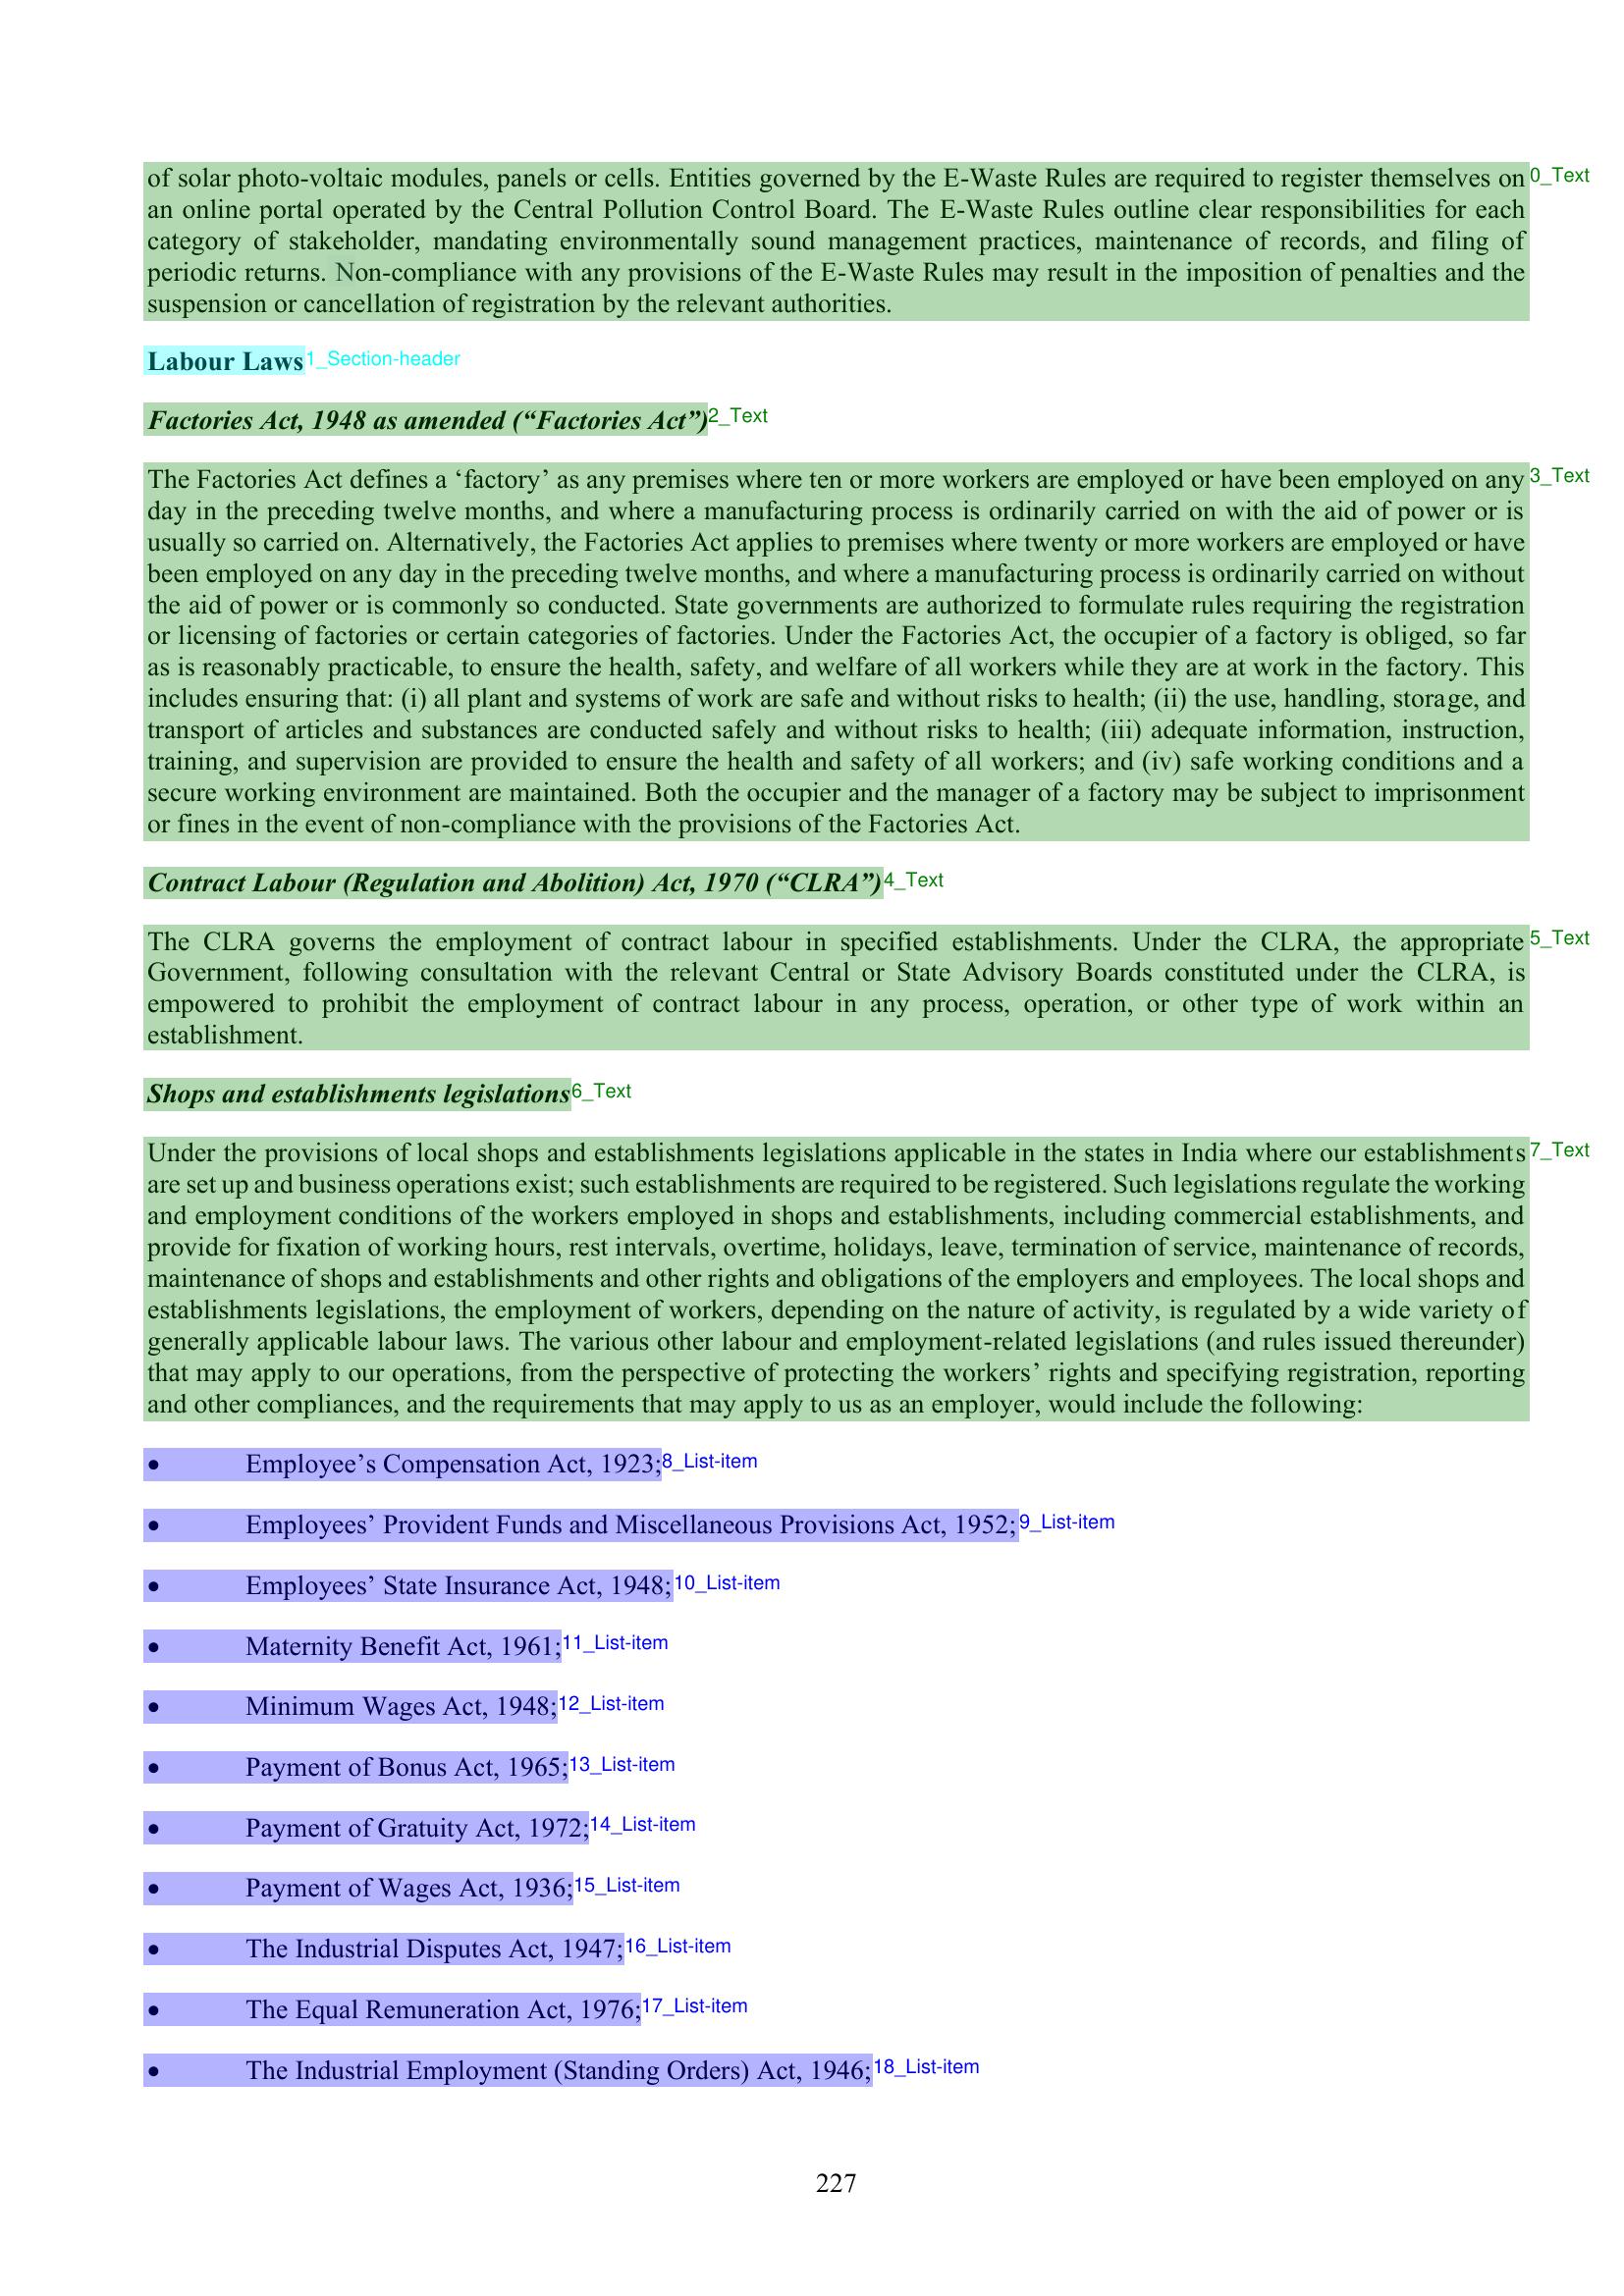 of solar photo-voltaic modules, panels or cells. Entities governed by the E-Waste Rules are required to register themselves on 0_Text
an online portal operated by the Central Pollution Control Board. The E-Waste Rules outline clear responsibilities for each
category of stakeholder, mandating environmentally sound management practices, maintenance of records, and filing of
periodic returns. Non-compliance with any provisions of the E-Waste Rules may result in the imposition of penalties and the
suspension or cancellation of registration by the relevant authorities.
Labour Laws 1_Section-header
Factories Act, 1948 as amended (“Factories Act”) 2_Text
The Factories Act defines a ‘factory’ as any premises where ten or more workers are employed or have been employed on any 3_Text
day in the preceding twelve months, and where a manufacturing process is ordinarily carried on with the aid of power or is
usually so carried on. Alternatively, the Factories Act applies to premises where twenty or more workers are employed or have
been employed on any day in the preceding twelve months, and where a manufacturing process is ordinarily carried on without
the aid of power or is commonly so conducted. State governments are authorized to formulate rules requiring the registration
or licensing of factories or certain categories of factories. Under the Factories Act, the occupier of a factory is obliged, so far
as is reasonably practicable, to ensure the health, safety, and welfare of all workers while they are at work in the factory. This
includes ensuring that: (i) all plant and systems of work are safe and without risks to health; (ii) the use, handling, storage, and
transport of articles and substances are conducted safely and without risks to health; (iii) adequate information, instruction,
training, and supervision are provided to ensure the health and safety of all workers; and (iv) safe working conditions and a
secure working environment are maintained. Both the occupier and the manager of a factory may be subject to imprisonment
or fines in the event of non-compliance with the provisions of the Factories Act.
Contract Labour (Regulation and Abolition) Act, 1970 (“CLRA”) 4_Text
The CLRA governs the employment of contract labour in specified establishments. Under the CLRA, the appropriate 5_Text
Government, following consultation with the relevant Central or State Advisory Boards constituted under the CLRA, is
empowered to prohibit the employment of contract labour in any process, operation, or other type of work within an
establishment.
Shops and establishments legislations 6_Text
Under the provisions of local shops and establishments legislations applicable in the states in India where our establishments 7_Text
are set up and business operations exist; such establishments are required to be registered. Such legislations regulate the working
and employment conditions of the workers employed in shops and establishments, including commercial establishments, and
provide for fixation of working hours, rest intervals, overtime, holidays, leave, termination of service, maintenance of records,
maintenance of shops and establishments and other rights and obligations of the employers and employees. The local shops and
establishments legislations, the employment of workers, depending on the nature of activity, is regulated by a wide variety of
generally applicable labour laws. The various other labour and employment-related legislations (and rules issued thereunder)
that may apply to our operations, from the perspective of protecting the workers’ rights and specifying registration, reporting
and other compliances, and the requirements that may apply to us as an employer, would include the following:
• Employee’s Compensation Act, 1923; 8_List-item
• Employees’ Provident Funds and Miscellaneous Provisions Act, 1952; 9_List-item
• Employees’ State Insurance Act, 1948; 10_List-item
• Maternity Benefit Act, 1961; 11_List-item
• Minimum Wages Act, 1948; 12_List-item
• Payment of Bonus Act, 1965; 13_List-item
• Payment of Gratuity Act, 1972; 14_List-item
• Payment of Wages Act, 1936; 15_List-item
• The Industrial Disputes Act, 1947; 16_List-item
• The Equal Remuneration Act, 1976; 17_List-item
• The Industrial Employment (Standing Orders) Act, 1946; 18_List-item
227